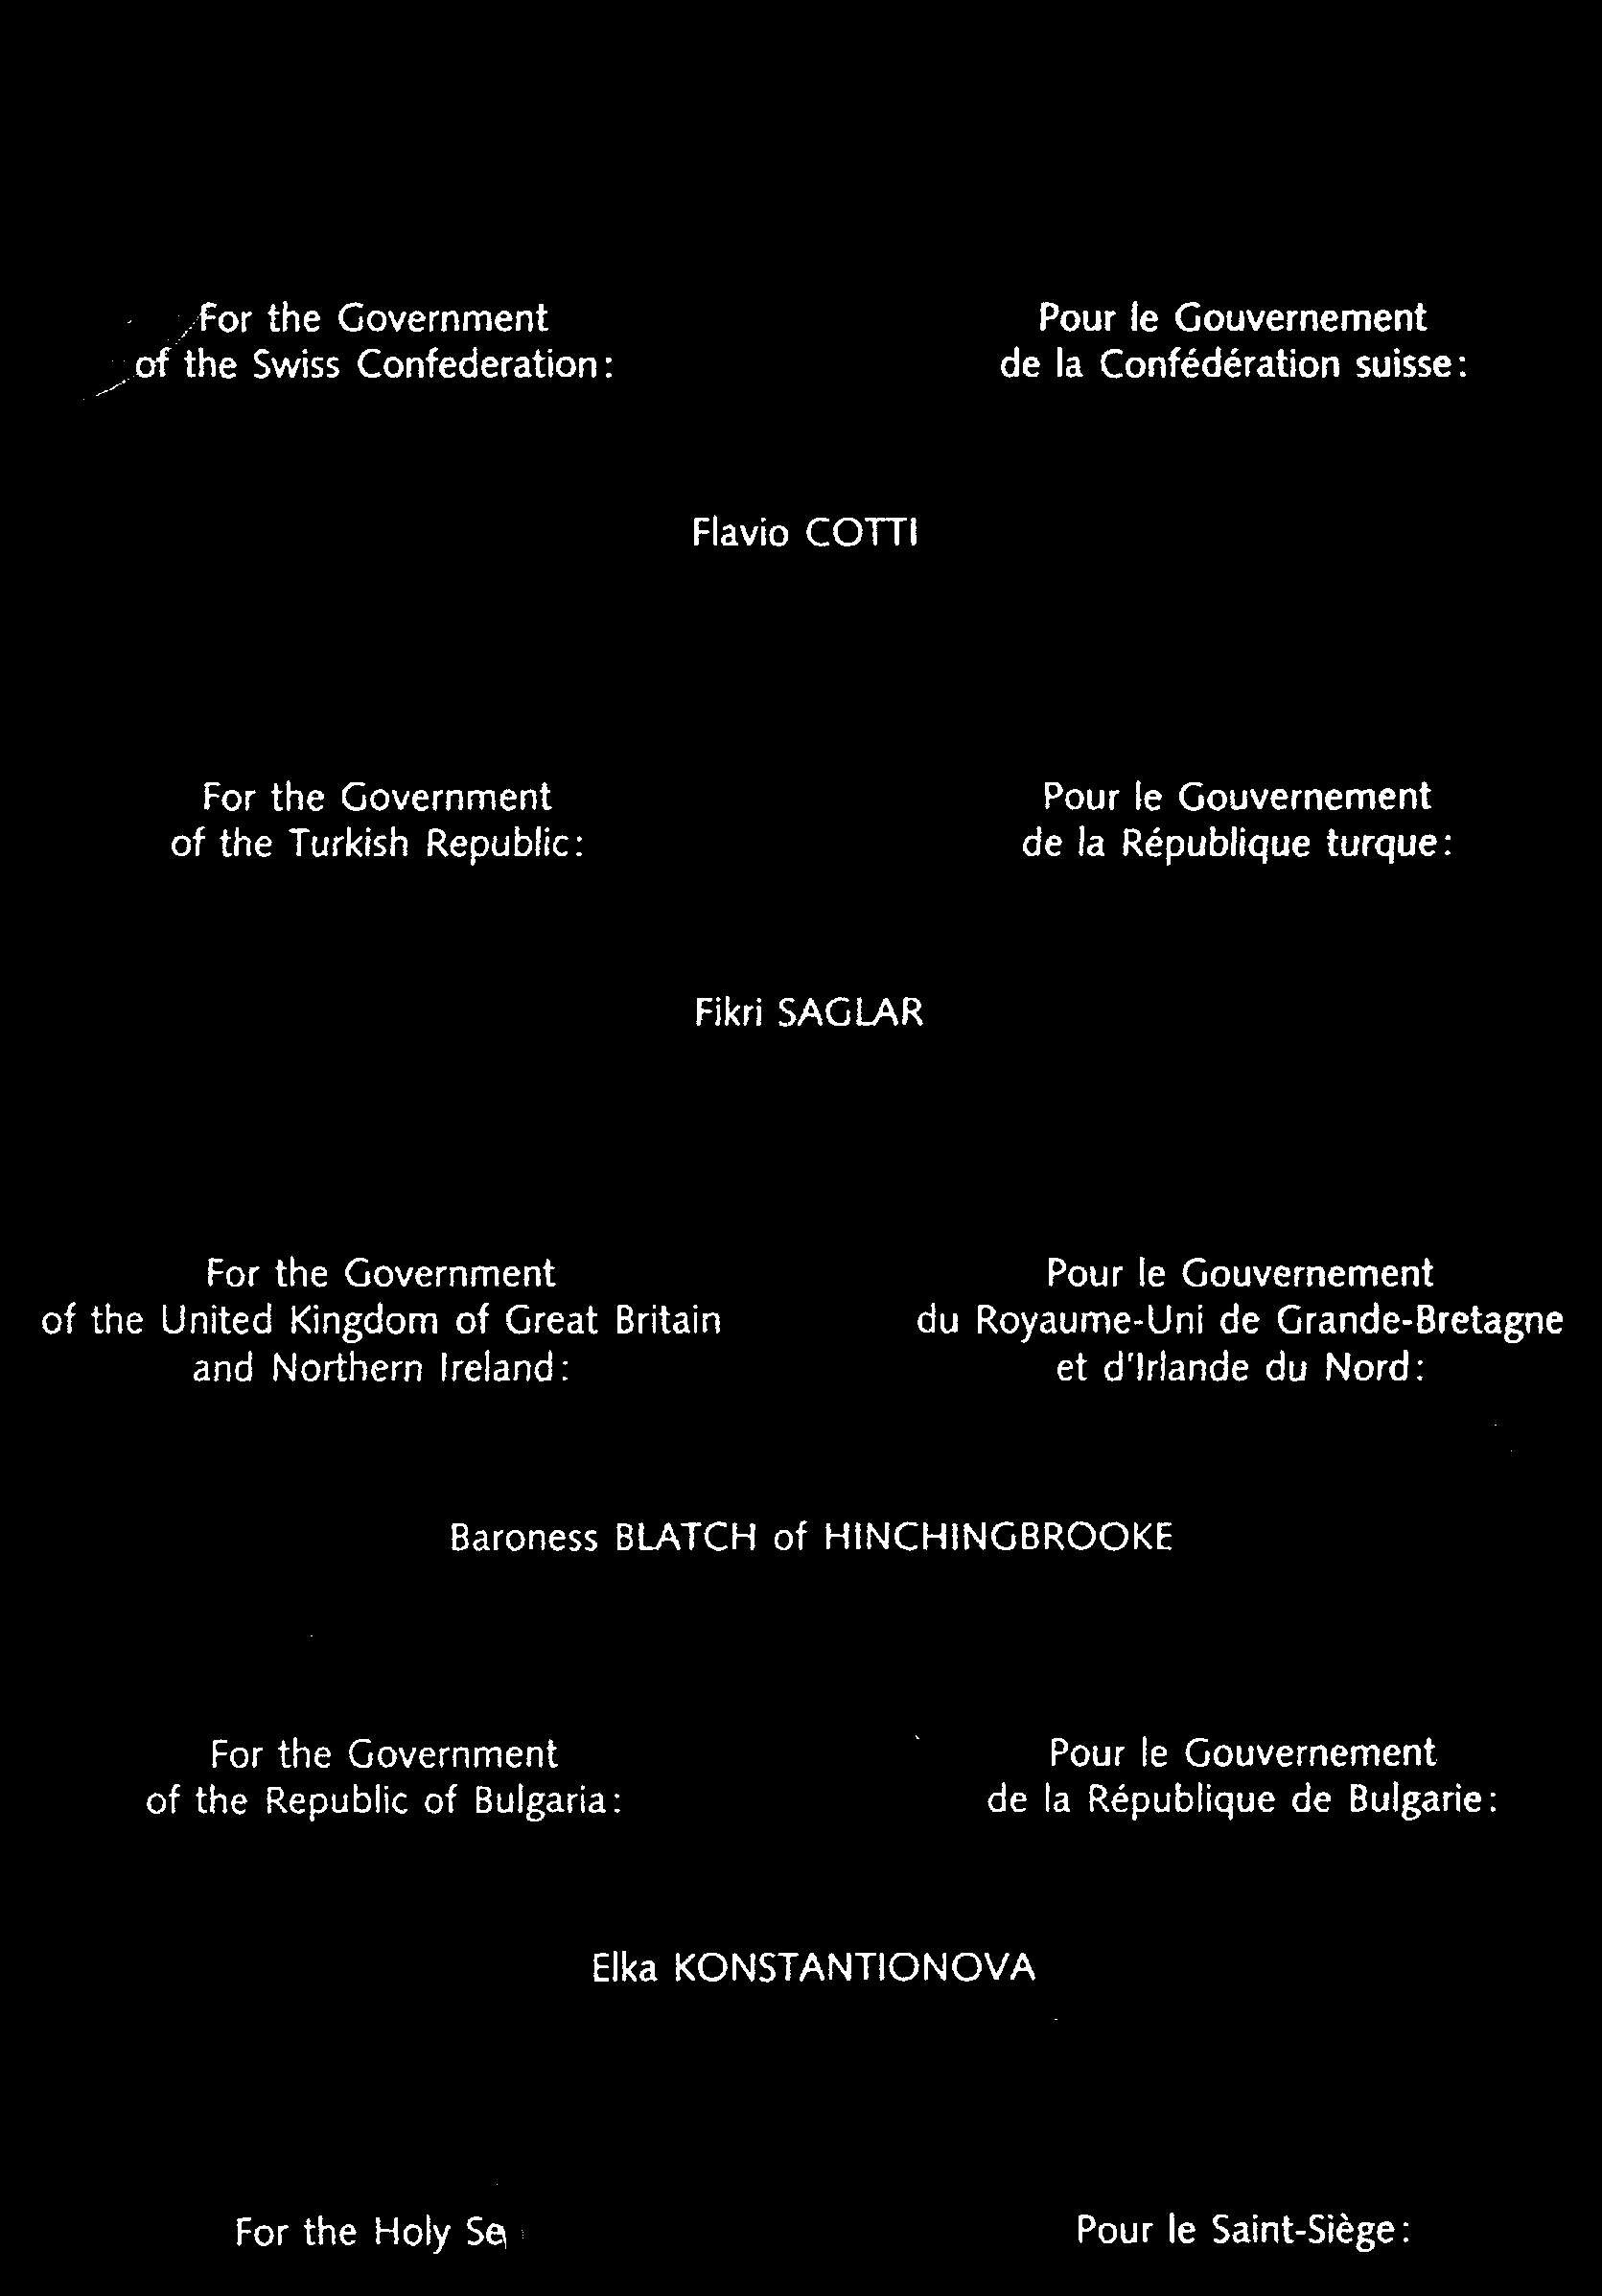 For the Government
of the Swiss Confederation:
Pour le Gouvernement
de la Confédération suisse:
Flavio COTTI
For the Government
of the Turkish Republic:
Pour le Gouvernement
de la République turque:
Fikri SAGLAR
For the Government
of the United Kingdom of Great Britain
and Northern Ireland:
Pour le Gouvernement
du Royaume-Uni de Grande-Bretagne
et d'Irlande du Nord:
Baroness BLATCH of HINCHINGBROOKE
For the Government
of the Republic of Bulgaria:
Pour le Gouvernement
de la République de Bulgarie:
Elka KONSTANTIONOVA
For the Holy
Pour le Saint-Siège: